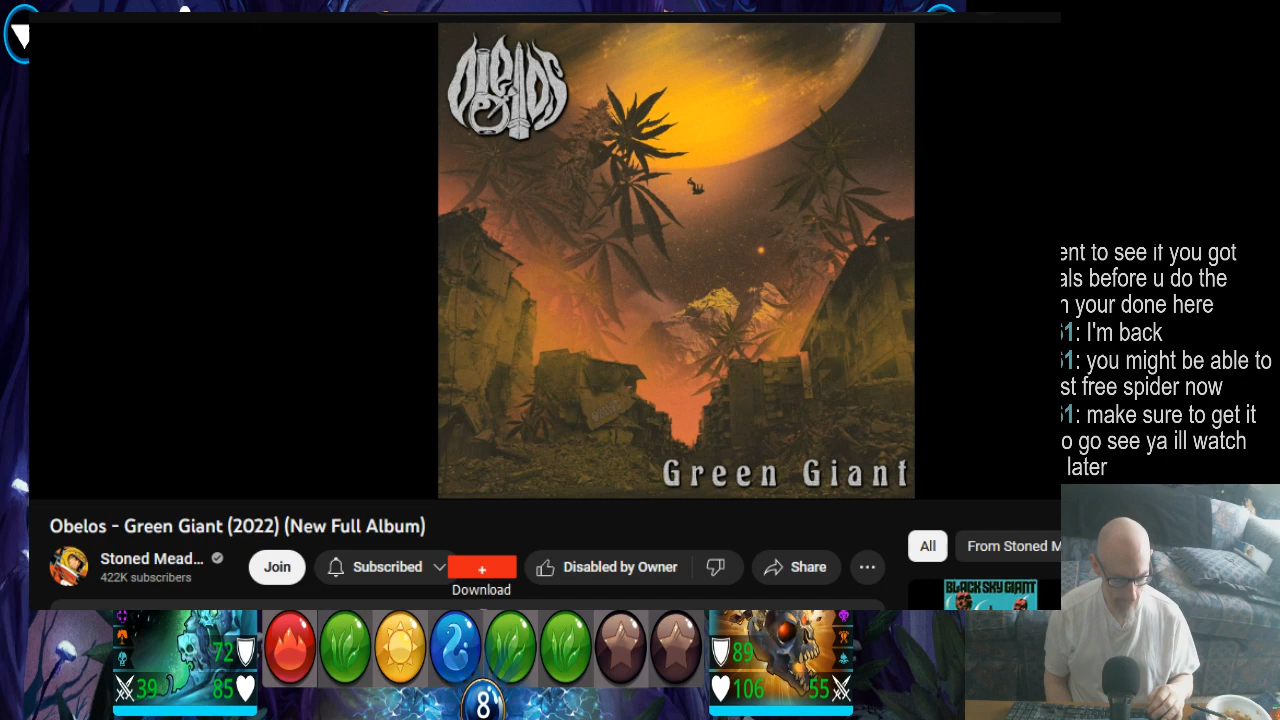 Obelos
Green Giant
ent to see if you got
als before u do the
n your done here
61: I'm back
61: you might be able to
st free spider now
61: make sure to get it
o go see ya ill watch
later
Obelos - Green Giant (2022) (New Full Album)
Stoned Mead...
422K subscribers
Join
Subscribed
+
Download
Disabled by Owner
Share
...
All
From Stoned M
BLACK SKY GIANT
72
39
85
8
89
106
55